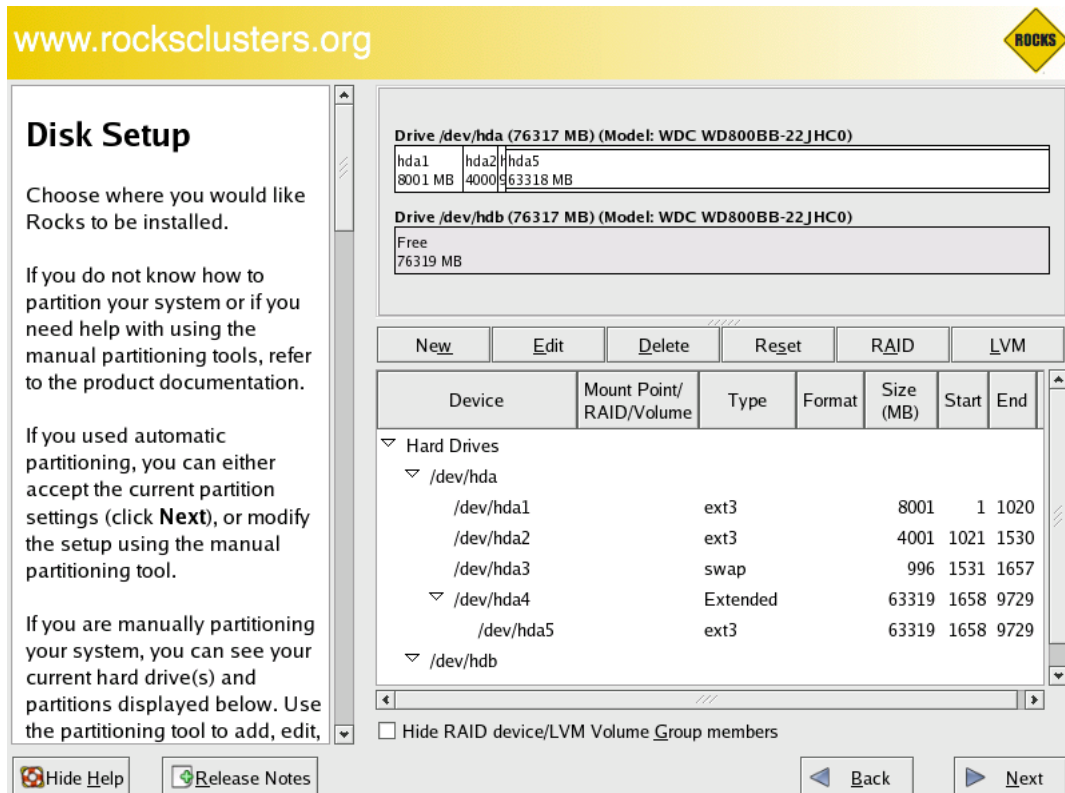 www.rocksclusters.org
ROCKS
Disk Setup
Choose where you would like
Rocks to be installed.
If you do not know how to
partition your system or if you
need help with using the
manual partitioning tools, refer
to the product documentation.
If you used automatic
partitioning, you can either
accept the current partition
settings (click Next), or modify
the setup using the manual
partitioning tool.
If you are manually partitioning
your system, you can see your
current hard drive(s) and
partitions displayed below. Use
the partitioning tool to add, edit,
Drive /dev/hda (76317 MB) (Model: WDC WD800BB-22JHC0)
hda1 hda2 h hda5
8001 MB 4000 9 63318 MB
Drive /dev/hdb (76317 MB) (Model: WDC WD800BB-22JHC0)
Free
76319 MB
New Edit Delete Reset RAID LVM
Device Mount Point/ RAID/Volume Type Format Size (MB) Start End
Hard Drives
/dev/hda
/dev/hda1 ext3 8001 1 1020
/dev/hda2 ext3 4001 1021 1530
/dev/hda3 swap 996 1531 1657
/dev/hda4 Extended 63319 1658 9729
/dev/hda5 ext3 63319 1658 9729
/dev/hdb
Hide RAID device/LVM Volume Group members
Hide Help Release Notes Back Next